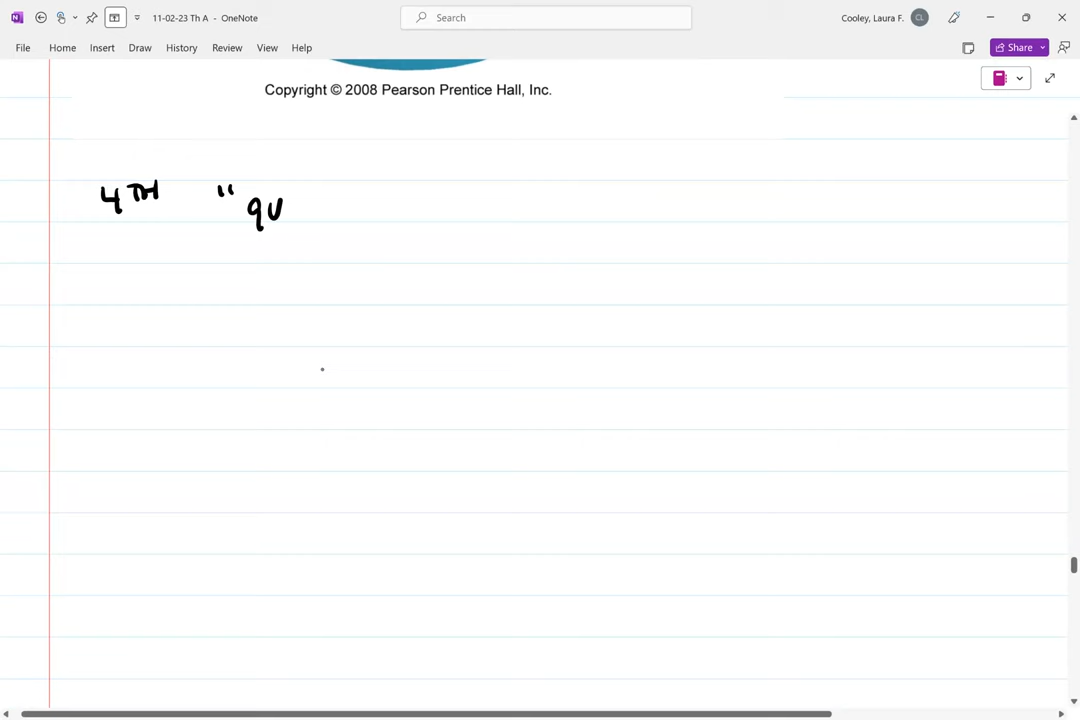 11-02-23 Th A - OneNote
Search
Cooley, Laura F.
CL
File Home Insert Draw History Review View Help
Share
Copyright © 2008 Pearson Prentice Hall, Inc.
4TH "qu